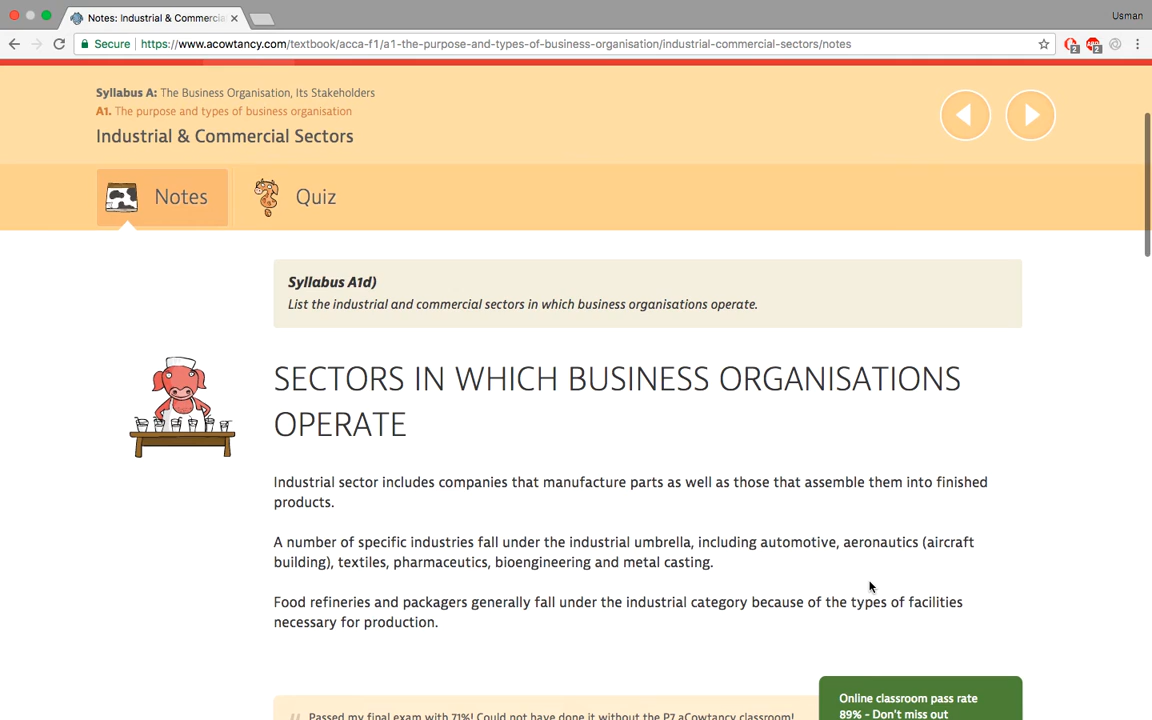 Notes: Industrial & Commercia
Usman
Secure
https://www.acowtancy.com/textbook/acca-f1/a1-the-purpose-and-types-of-business-organisation/industrial-commercial-sectors/notes
2
2
Syllabus A: The Business Organisation, Its Stakeholders
A1. The purpose and types of business organisation
Industrial & Commercial Sectors
Notes
Quiz
Syllabus A1d)
List the industrial and commercial sectors in which business organisations operate.
SECTORS IN WHICH BUSINESS ORGANISATIONS
OPERATE
Industrial sector includes companies that manufacture parts as well as those that assemble them into finished
products.
A number of specific industries fall under the industrial umbrella, including automotive, aeronautics (aircraft
building), textiles, pharmaceutics, bioengineering and metal casting.
Food refineries and packagers generally fall under the industrial category because of the types of facilities
necessary for production.
Passed my final exam with 71%! Could not have done it without the P7 aCowtancy classroom!
Online classroom pass rate
89% - Don't miss out